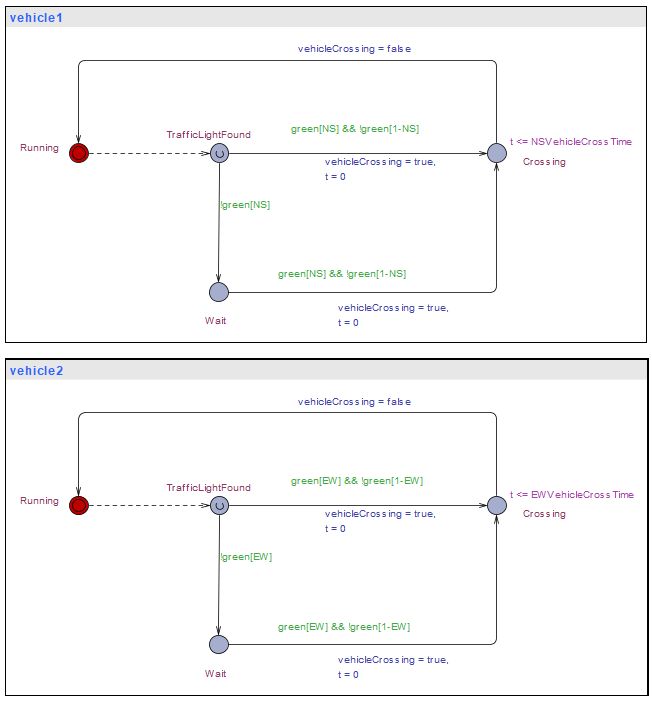 vehicle1
vehicleCrossing = false
TrafficLightFound
green[NS] && !green[1-NS]
Running
t <= NSVehicleCrossTime
vehicleCrossing = true,
t = 0
Crossing
!green[NS]
green[NS] && !green[1-NS]
vehicleCrossing = true,
t = 0
Wait
vehicle2
vehicleCrossing = false
TrafficLightFound
green[EW] && !green[1-EW]
Running
t <= EWVehicleCrossTime
vehicleCrossing = true,
t = 0
Crossing
!green[EW]
green[EW] && !green[1-EW]
vehicleCrossing = true,
t = 0
Wait